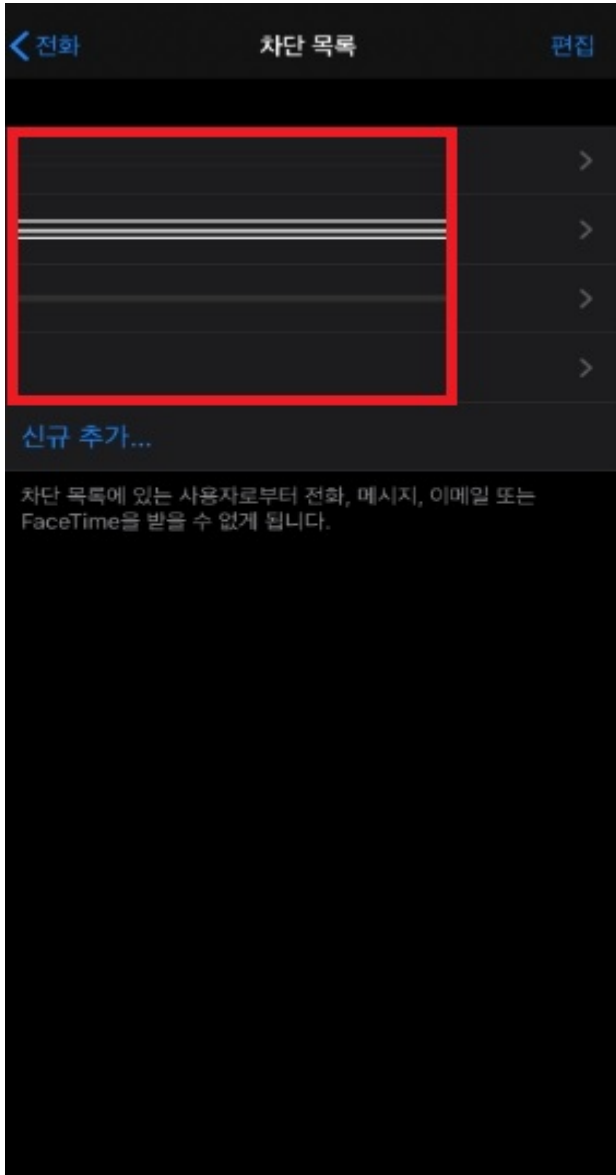 전화
차단 목록
편집
신규 추가...
차단 목록에 있는 사용자로부터 전화, 메시지, 이메일 또는
FaceTime을 받을 수 없게 됩니다.